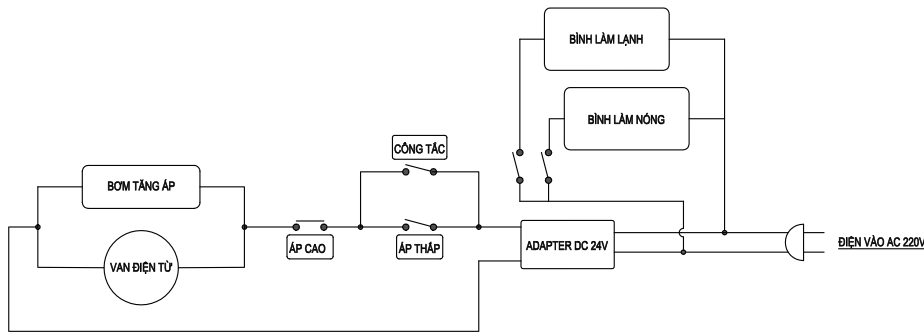 BÌNH LÀM LẠNH
BÌNH LÀM NÓNG
CÔNG TẮC
BƠM TĂNG ÁP
ÁP CAO
ÁP THẤP
ADAPTER DC 24V
ĐIỆN VÀO AC 220V
VAN ĐIỆN TỪ